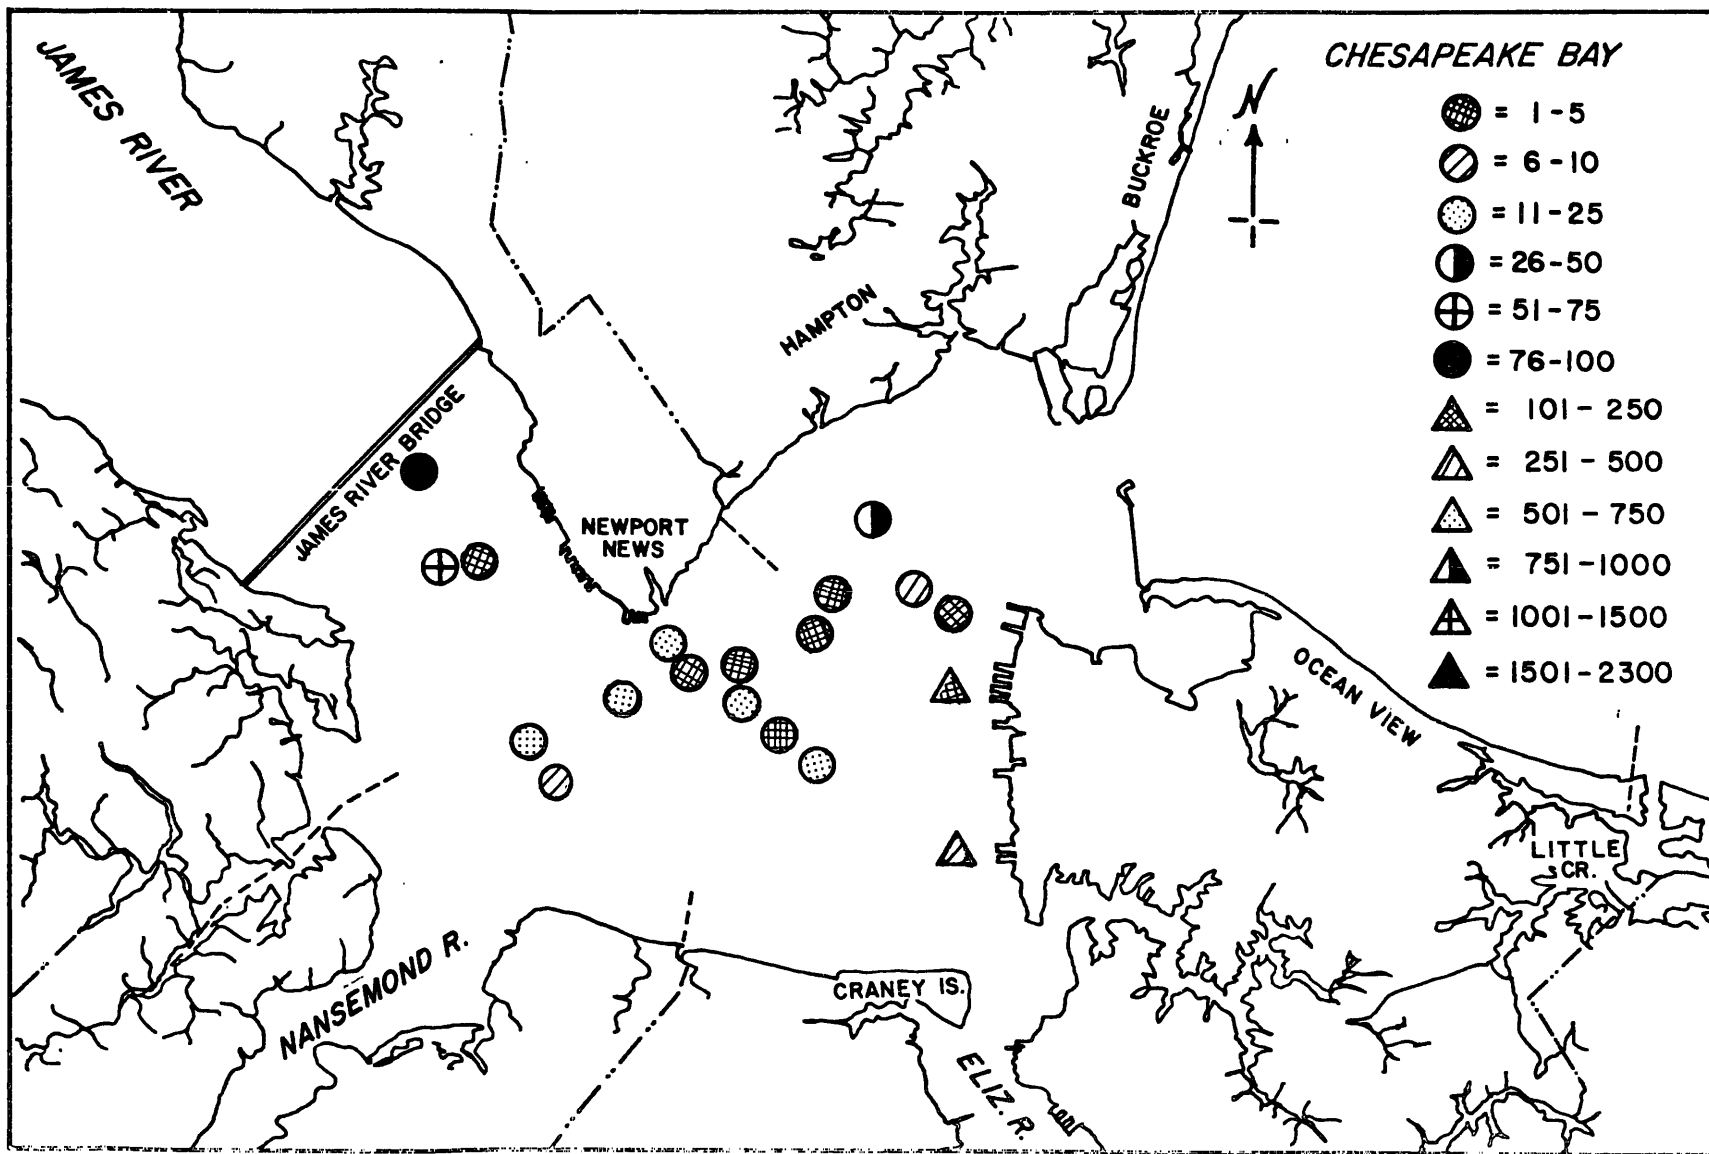 CHESAPEAKE BAY
= 1-5
= 6-10
= 11-25
= 26-50
= 51-75
= 76-100
= 101 - 250
= 251 - 500
= 501 - 750
= 751-1000
= 1001-1500
= 1501-2300
N
JAMES RIVER
BUCKROE
HAMPTON
JAMES RIVER BRIDGE
NEWPORT
NEWS
OCEAN VIEW
LITTLE
CR.
NANSEMOND R.
CRANEY IS.
ELIZ. R.